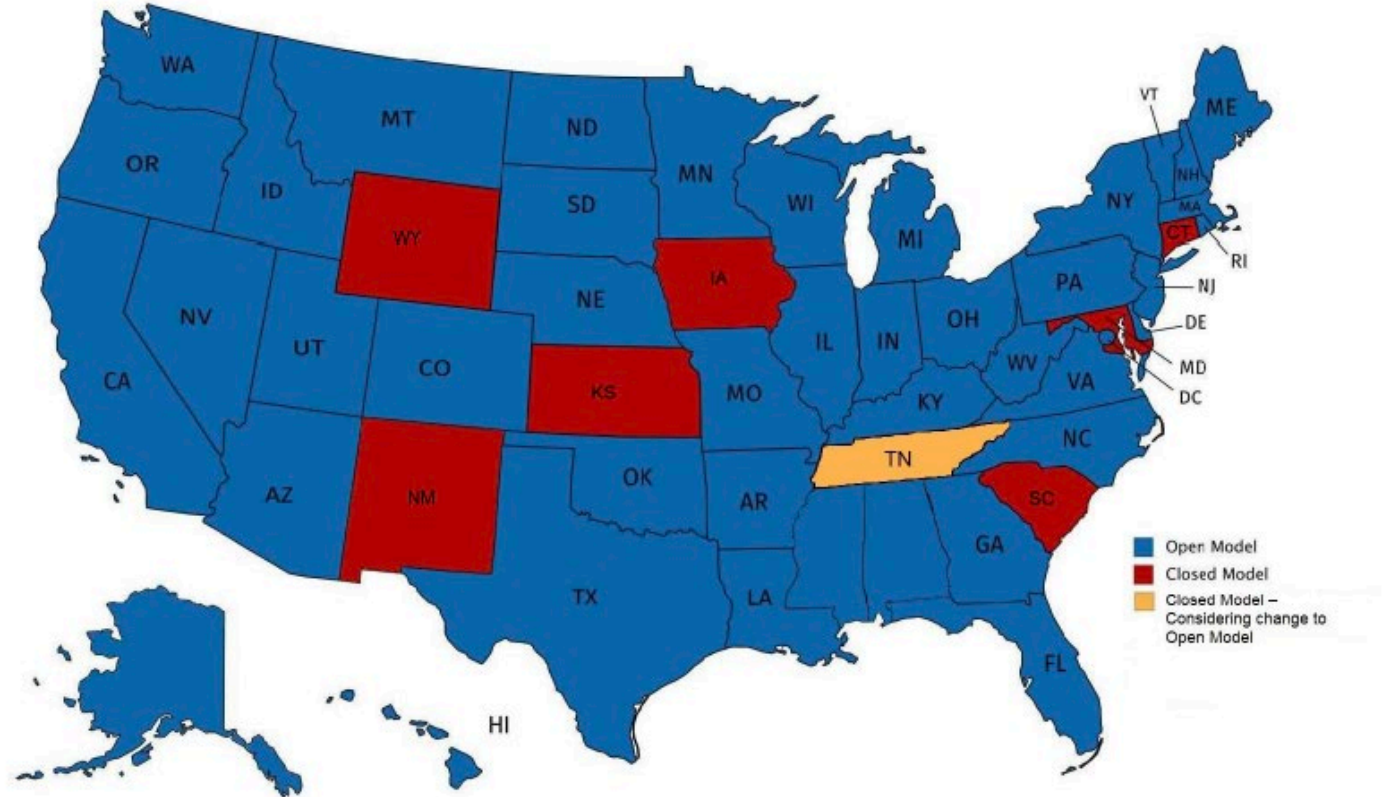 WA
MT
ND
MN
VT
ME
OR
ID
SD
WI
NH
NY
MA
WY
MI
CT
RI
IA
PA
NJ
NE
NV
OH
DE
UT
IL
IN
CO
WV
MD
CA
KS
MO
VA
DC
KY
NC
TN
OK
AZ
NM
AR
SC
GA
TX
LA
FL
HI
Open Model
Closed Model
Closed Model –
Considering change to
Open Model